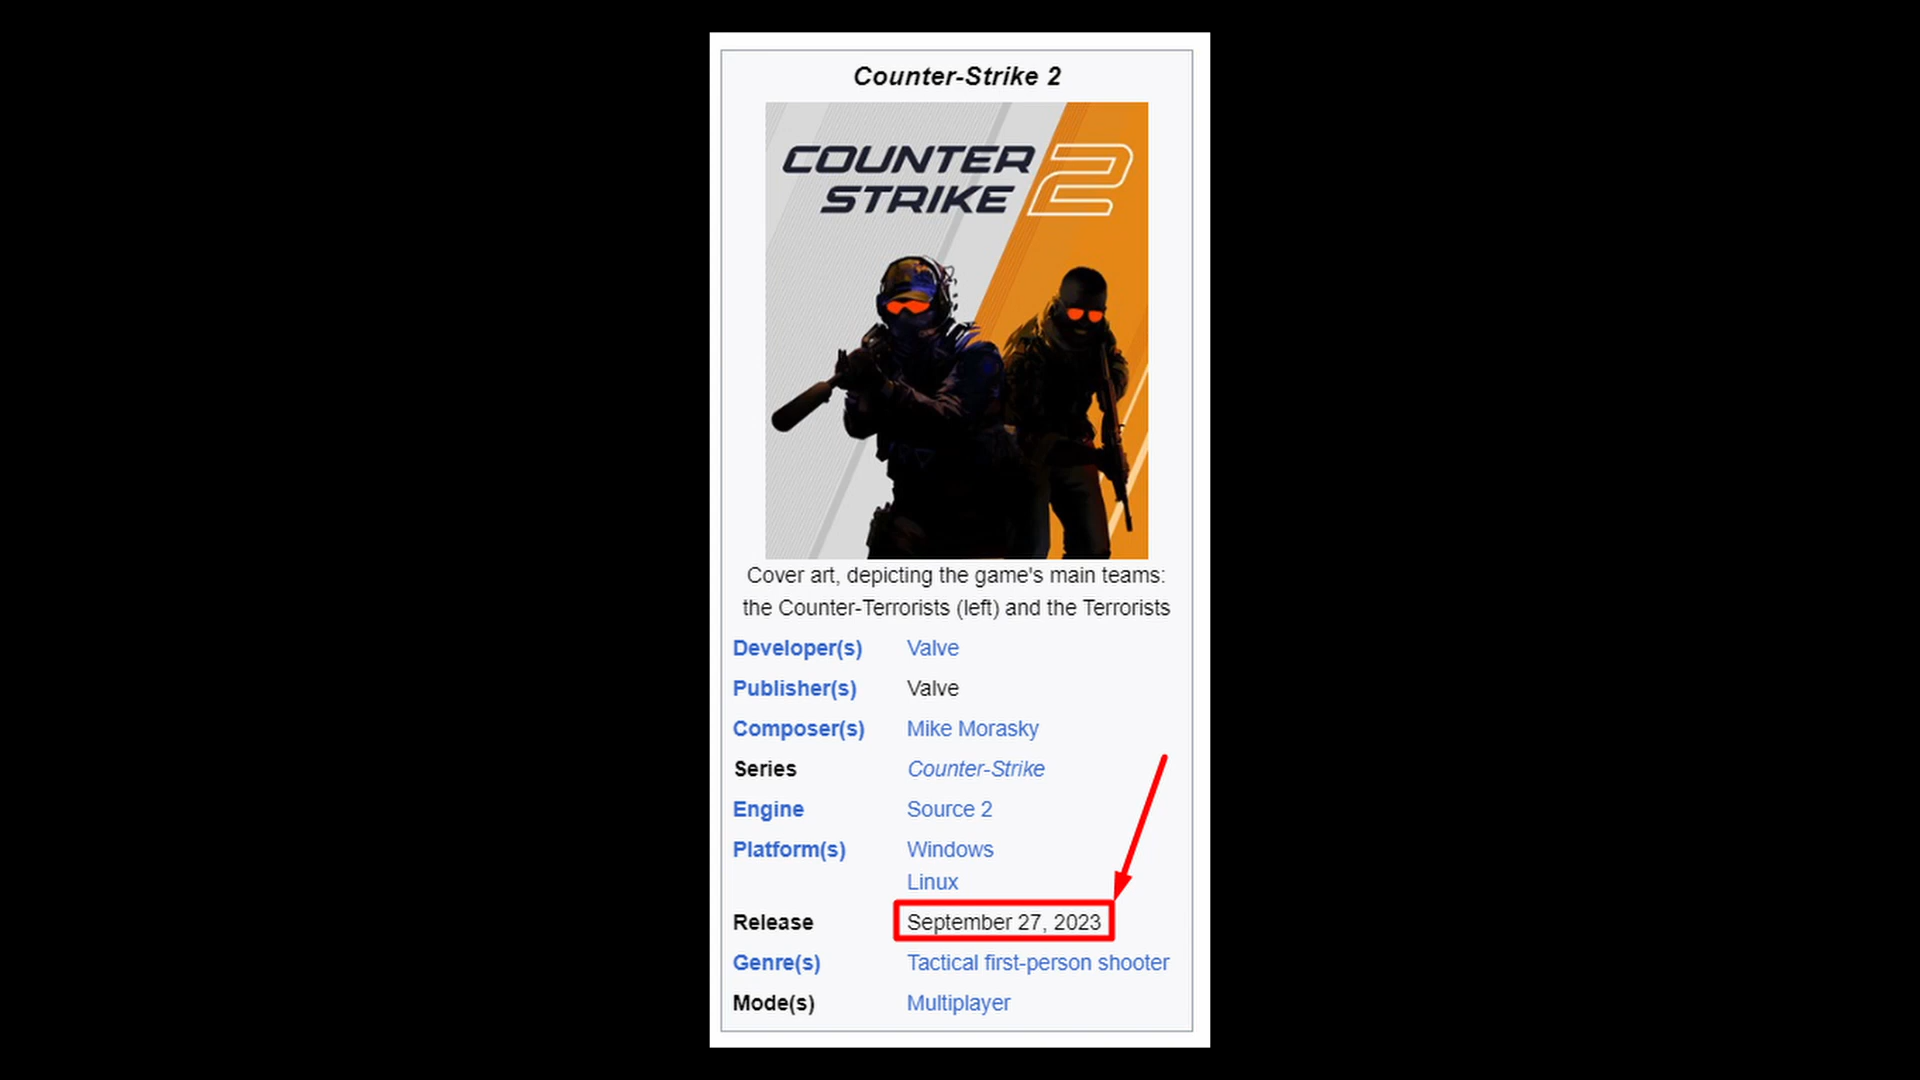 Counter-Strike 2
COUNTER
STRIKE 2
Cover art, depicting the game's main teams:
the Counter-Terrorists (left) and the Terrorists
Developer(s) Valve
Publisher(s) Valve
Composer(s) Mike Morasky
Series Counter-Strike
Engine Source 2
Platform(s) Windows
Linux
Release September 27, 2023
Genre(s) Tactical first-person shooter
Mode(s) Multiplayer